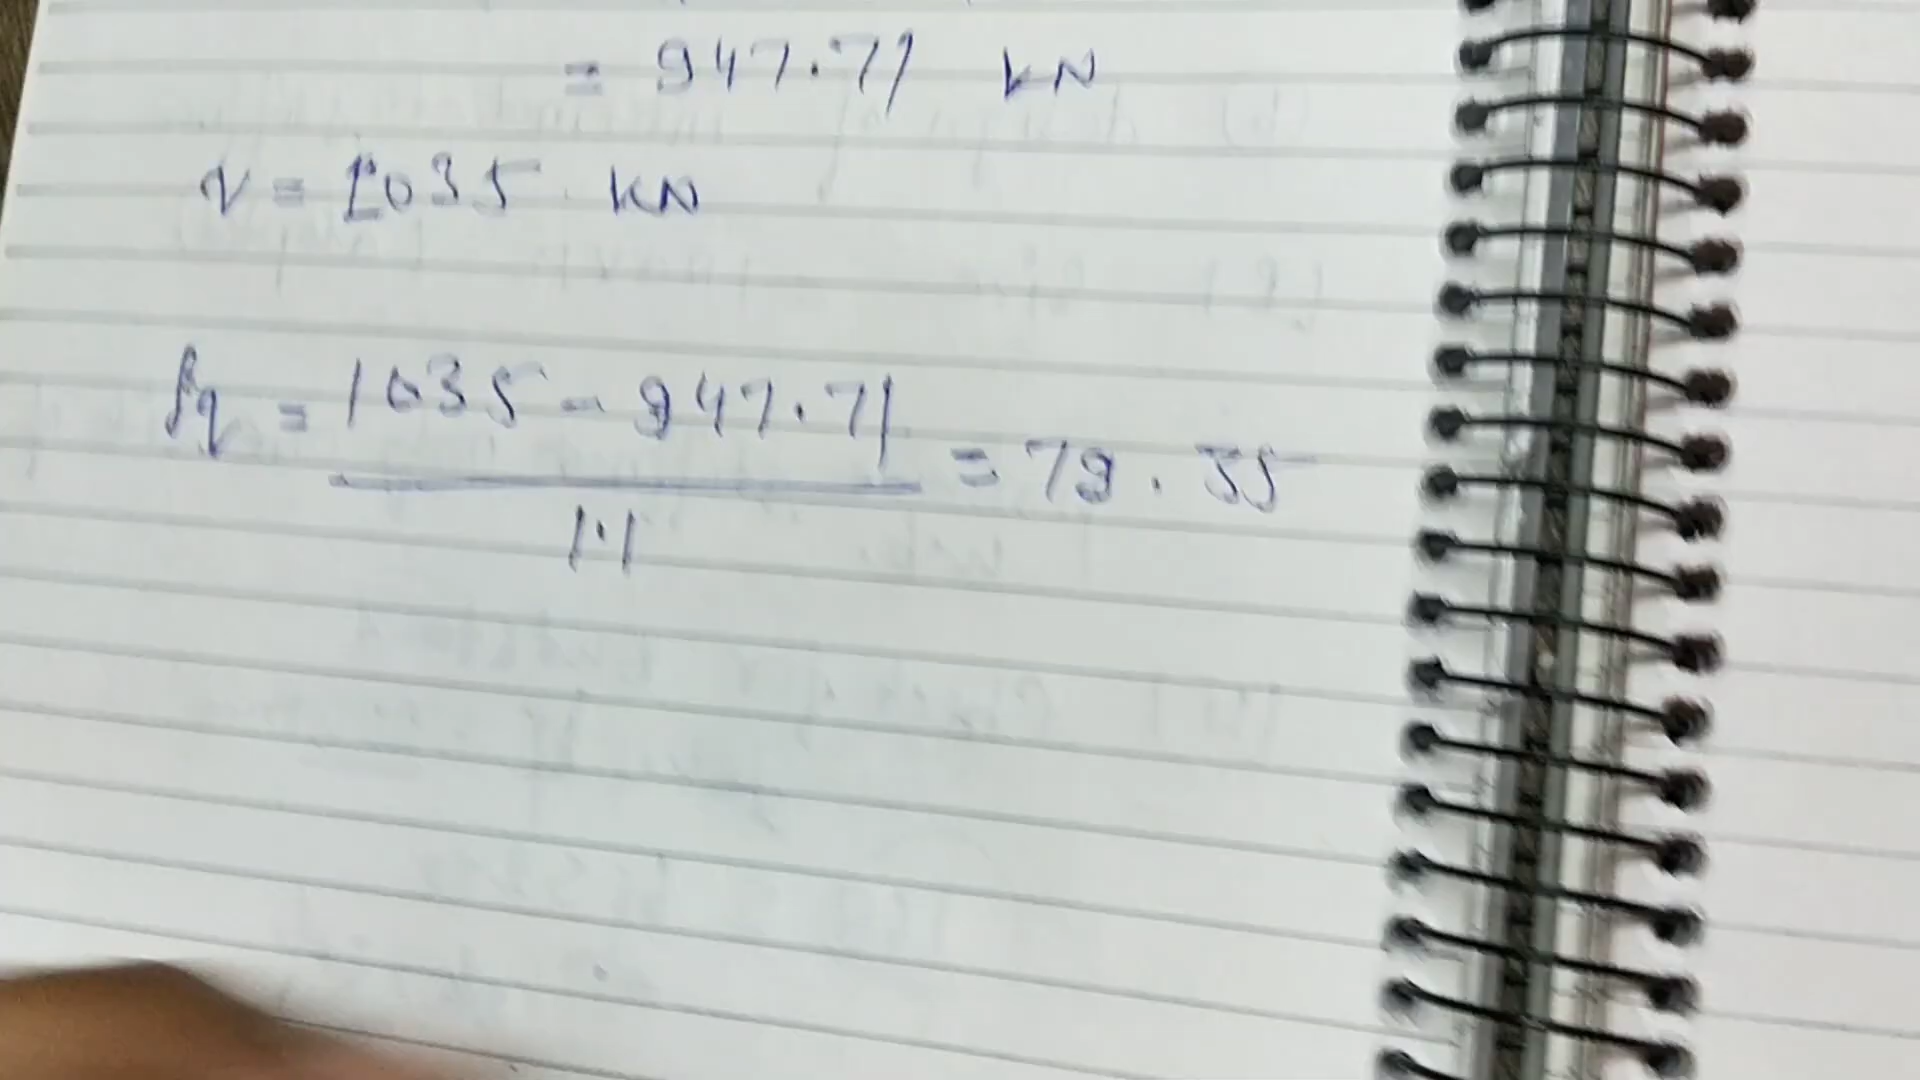 = 947.71 kN
V = 1035 kN
Fq = 1035 - 947.71
= 79.35
1.1